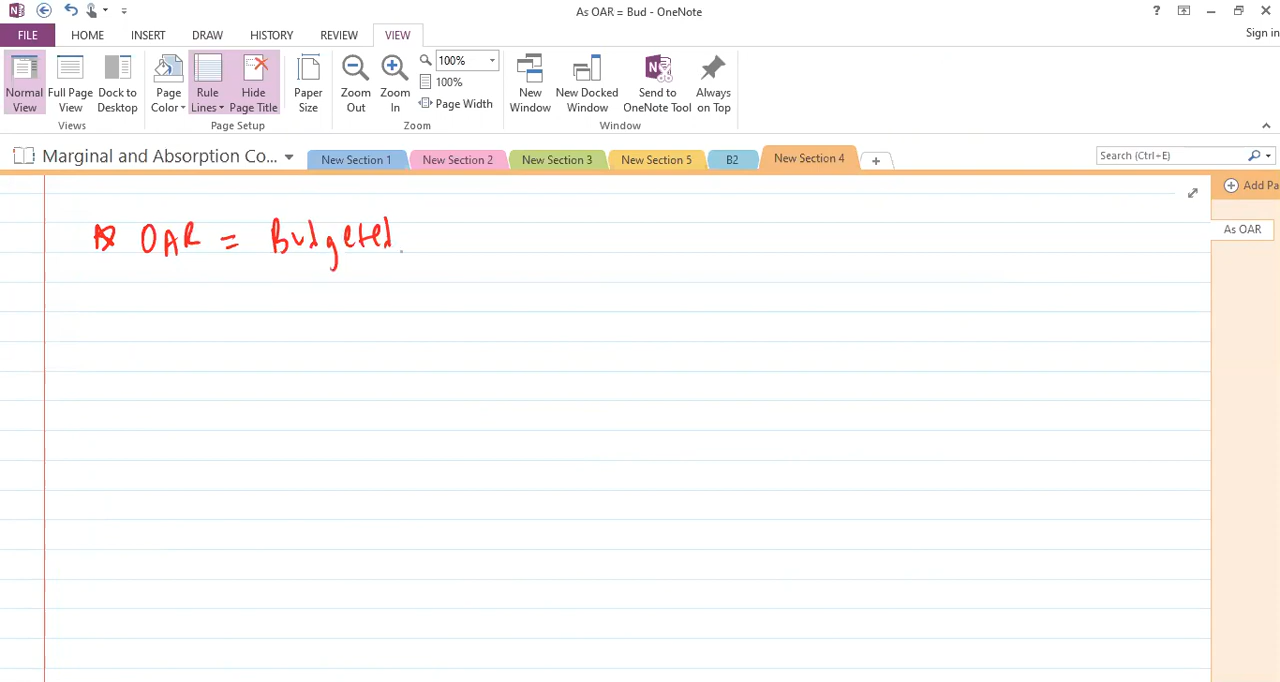 As OAR = Bud - OneNote
Sign in
FILE HOME INSERT DRAW HISTORY REVIEW VIEW
Normal View
Full Page View
Dock to Desktop
Views
Page Color
Rule Lines
Hide Page Title
Paper Size
Page Setup
Zoom Out
Zoom In
100%
100%
Page Width
Zoom
New Window
New Docked Window
Send to OneNote Tool
Always on Top
Window
Marginal and Absorption Co...
New Section 1 New Section 2 New Section 3 New Section 5 B2 New Section 4
Search (Ctrl+E)
Add Pa
As OAR
OAR = Budgeted